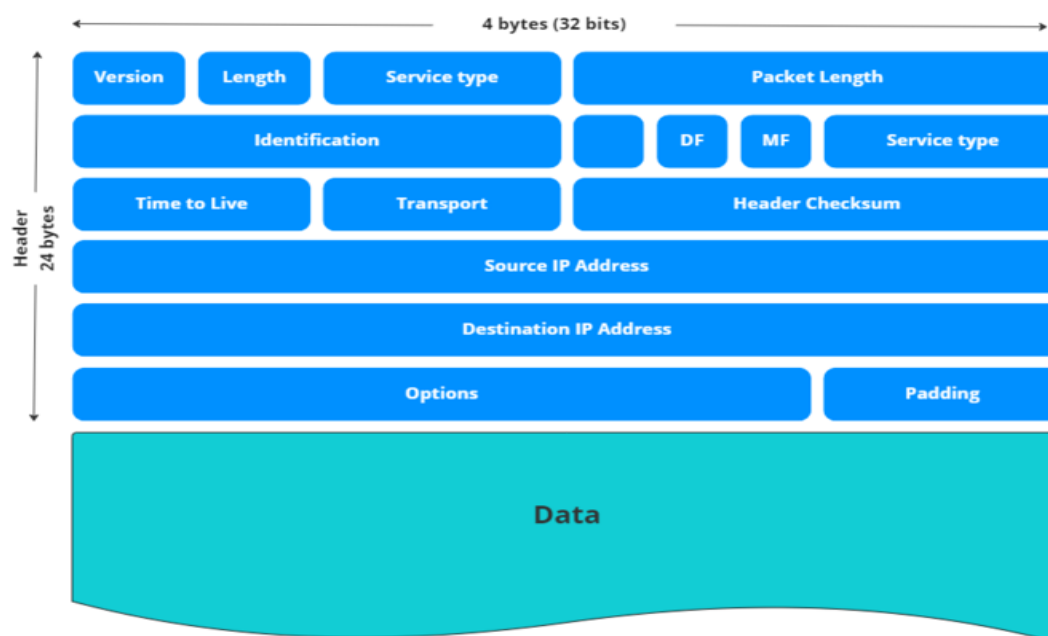 4 bytes (32 bits)
Version Length Service type Packet Length
Identification DF MF Service type
Time to Live Transport Header Checksum
Source IP Address
Destination IP Address
Options Padding
Header
24 bytes
Data